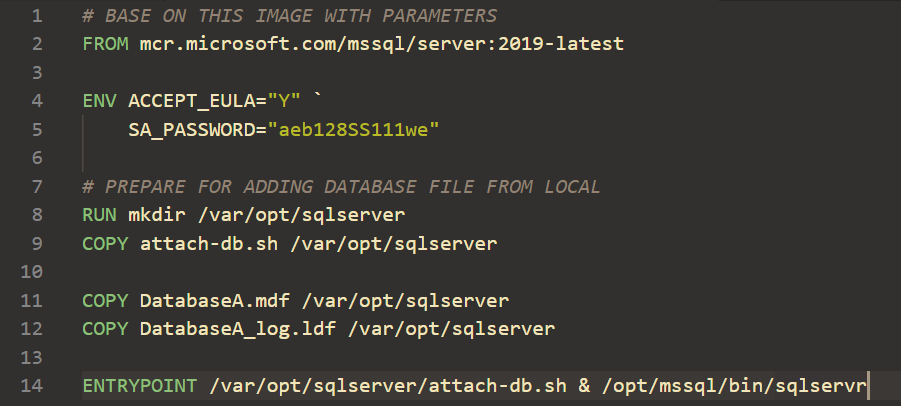 1 # BASE ON THIS IMAGE WITH PARAMETERS
2 FROM mcr.microsoft.com/mssql/server:2019-latest
3
4 ENV ACCEPT_EULA="Y" `
5 SA_PASSWORD="aeb128SS111we"
6
7 # PREPARE FOR ADDING DATABASE FILE FROM LOCAL
8 RUN mkdir /var/opt/sqlserver
9 COPY attach-db.sh /var/opt/sqlserver
10
11 COPY DatabaseA.mdf /var/opt/sqlserver
12 COPY DatabaseA_log.ldf /var/opt/sqlserver
13
14 ENTRYPOINT /var/opt/sqlserver/attach-db.sh & /opt/mssql/bin/sqlservr